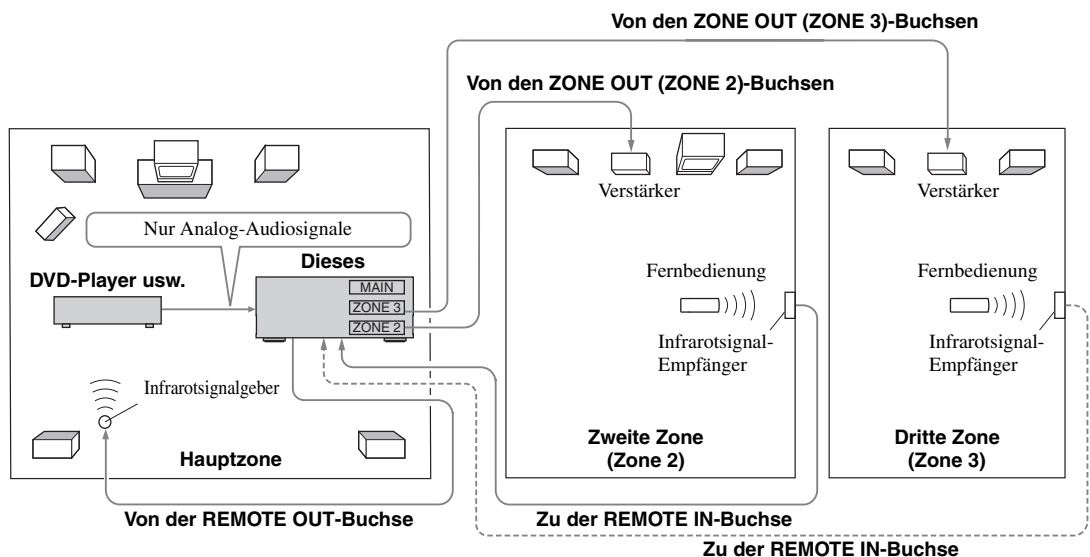 Von den ZONE OUT (ZONE 3)-Buchsen
Von den ZONE OUT (ZONE 2)-Buchsen
Verstärker
Verstärker
Nur Analog-Audiosignale
Dieses
DVD-Player usw.
MAIN
ZONE 3
ZONE 2
Fernbedienung
Fernbedienung
Infrarotsignal-
Empfänger
Infrarotsignal-
Empfänger
Infrarotsignalgeber
Hauptzone
Zweite Zone
(Zone 2)
Dritte Zone
(Zone 3)
Von der REMOTE OUT-Buchse
Zu der REMOTE IN-Buchse
Zu der REMOTE IN-Buchse